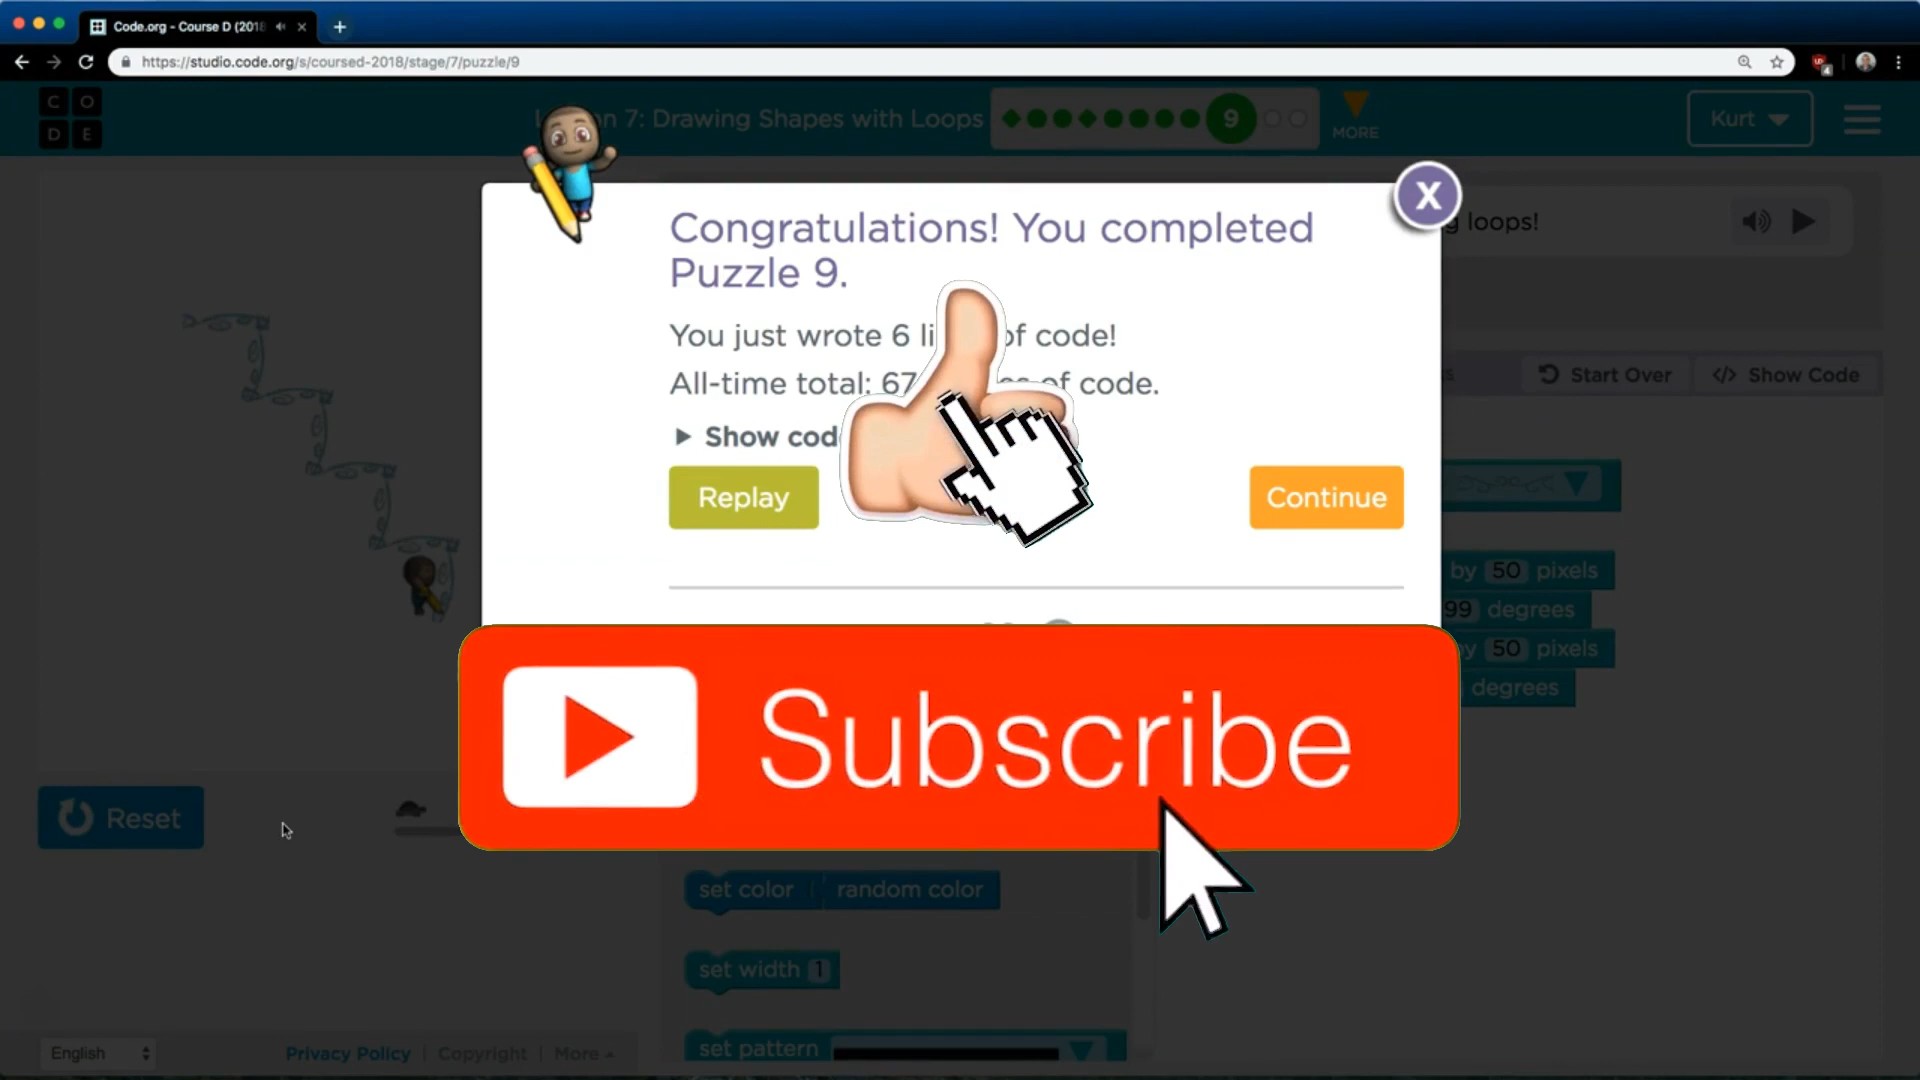 Code.org - Course D (2018
https://studio.code.org/s/coursed-2018/stage/7/puzzle/9
C O
D E
n 7: Drawing Shapes with Loops
9
MORE
Kurt
X
Congratulations! You completed
Puzzle 9.
g loops!
You just wrote 6 li of code!
All-time total: 67 of code.
Start Over
</> Show Code
Show cod
Replay
Continue
by 50 pixels
99 degrees
by 50 pixels
degrees
Subscribe
Reset
set color random color
set width 1
set pattern
English
Privacy Policy | Copyright | More